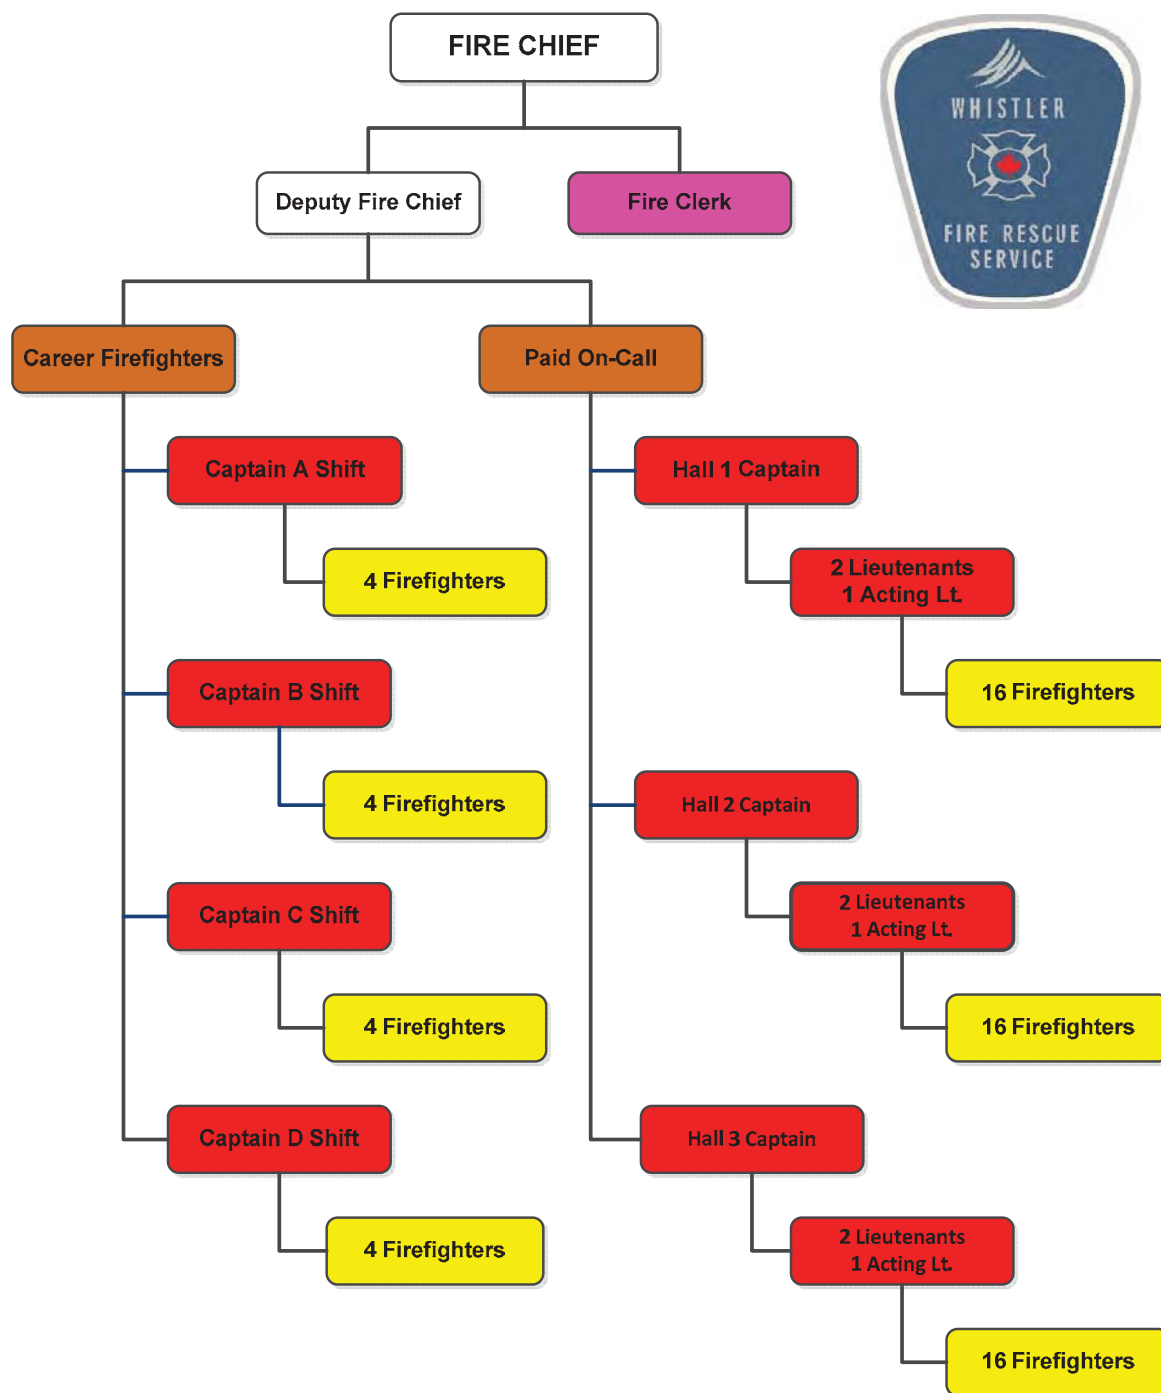 FIRE CHIEF
WHISTLER
FIRE RESCUE
SERVICE
Deputy Fire Chief
Fire Clerk
Career Firefighters
Paid On-Call
Captain A Shift
4 Firefighters
Captain B Shift
4 Firefighters
Captain C Shift
4 Firefighters
Captain D Shift
4 Firefighters
Hall 1 Captain
2 Lieutenants
1 Acting Lt.
16 Firefighters
Hall 2 Captain
2 Lieutenants
1 Acting Lt.
16 Firefighters
Hall 3 Captain
2 Lieutenants
1 Acting Lt.
16 Firefighters